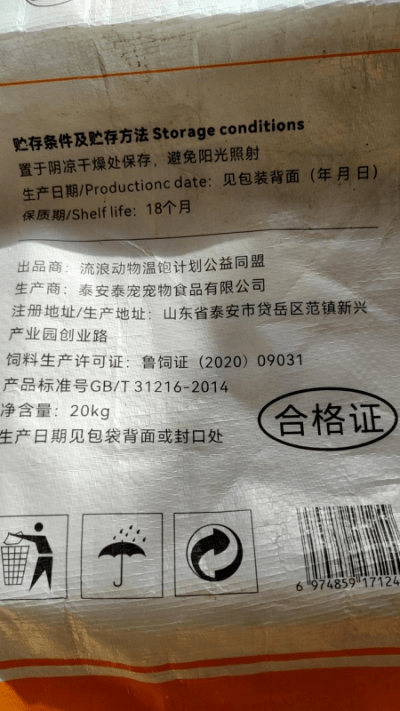 贮存条件及贮存方法 Storage conditions
置于阴凉干燥处保存，避免阳光照射
生产日期/Productionc date: 见包装背面（年 月 日）
保质期/Shelf life: 18个月
出品商：流浪动物温饱计划公益同盟
生产商：泰安泰宠宠物食品有限公司
注册地址/生产地址：山东省泰安市岱岳区范镇新兴
产业园创业路
饲料生产许可证：鲁饲证（2020）09031
产品标准号GB/T 31216-2014
净含量：20kg
合格证
生产日期见包袋背面或封口处
6 974859 17124